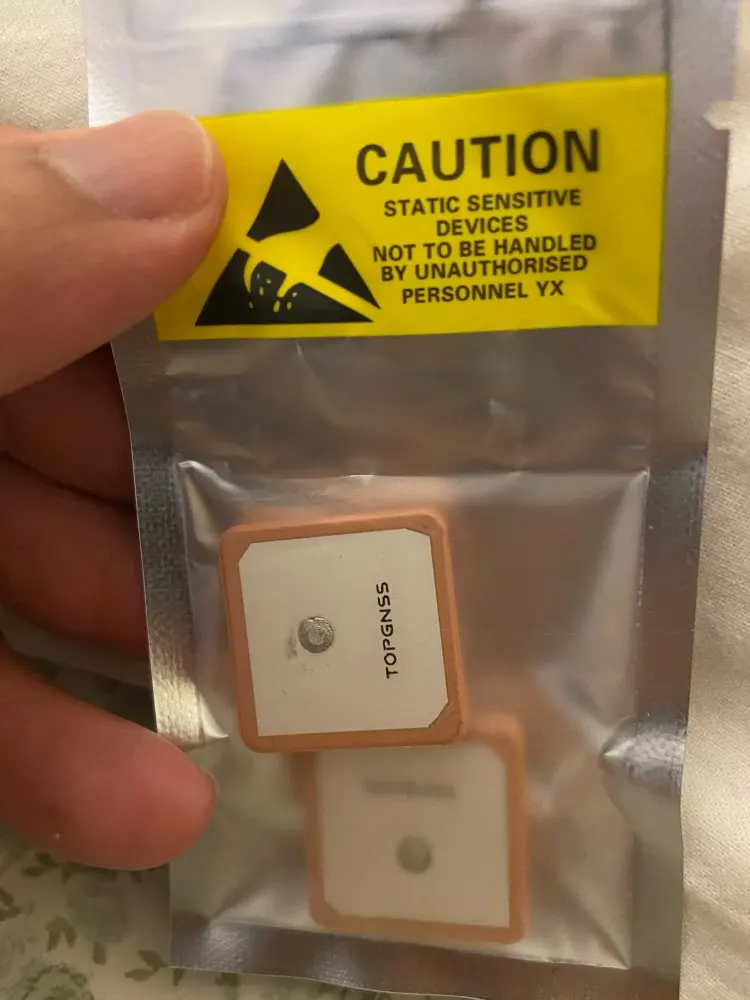 CAUTION
STATIC SENSITIVE
DEVICES
NOT TO BE HANDLED
BY UNAUTHORISED
PERSONNEL YX
TOPGNSS